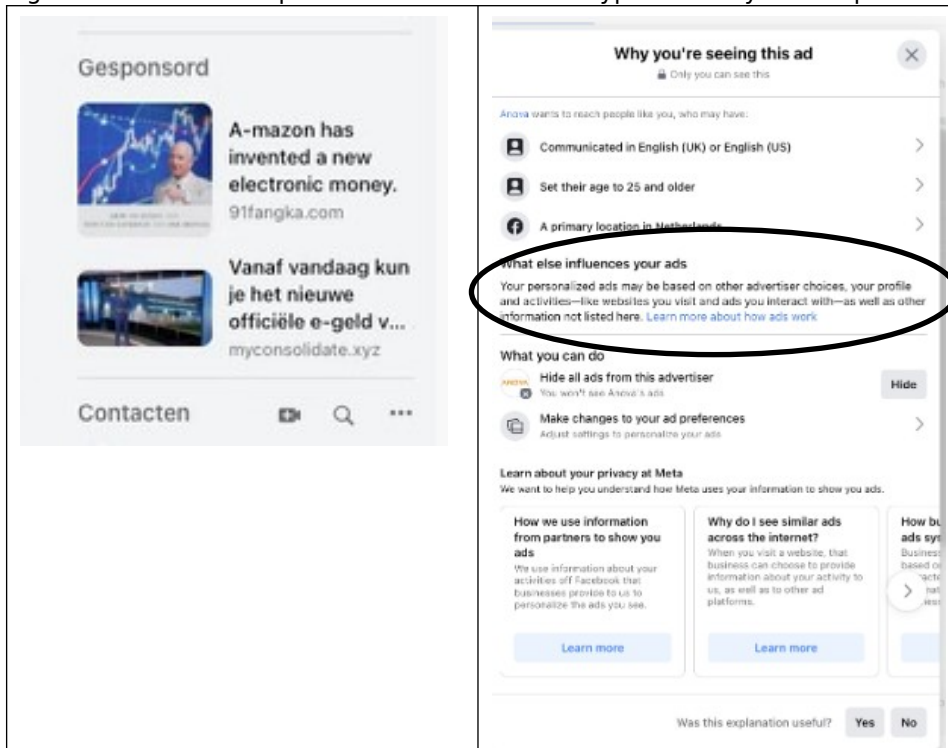 Gesponsord
A-mazon has
invented a new
electronic money.
91fangka.com
Vanaf vandaag kun
je het nieuwe
officiële e-geld v...
myconsolidate.xyz
Contacten
Why you're seeing this ad
Only you can see this
Anova wants to reach people like you, who may have:
Communicated in English (UK) or English (US)
Set their age to 25 and older
A primary location in Netherlands
What else influences your ads
Your personalized ads may be based on other advertiser choices, your profile
and activities—like websites you visit and ads you interact with—as well as other
information not listed here. Learn more about how ads work
What you can do
Hide all ads from this advertiser
You won't see Anova's ads
Hide
Make changes to your ad preferences
Adjust settings to personalize your ads
Learn about your privacy at Meta
We want to help you understand how Meta uses your information to show you ads.
How we use information
from partners to show you
ads
We use information about your
activities off Facebook that
businesses provide to us to
personalize the ads you see.
Learn more
Why do I see similar ads
across the internet?
When you visit a website, that
business can choose to provide
information about your activity to
us, as well as to other ad
platforms.
Learn more
How bu
ads sys
Business
based o
Was this explanation useful? Yes No